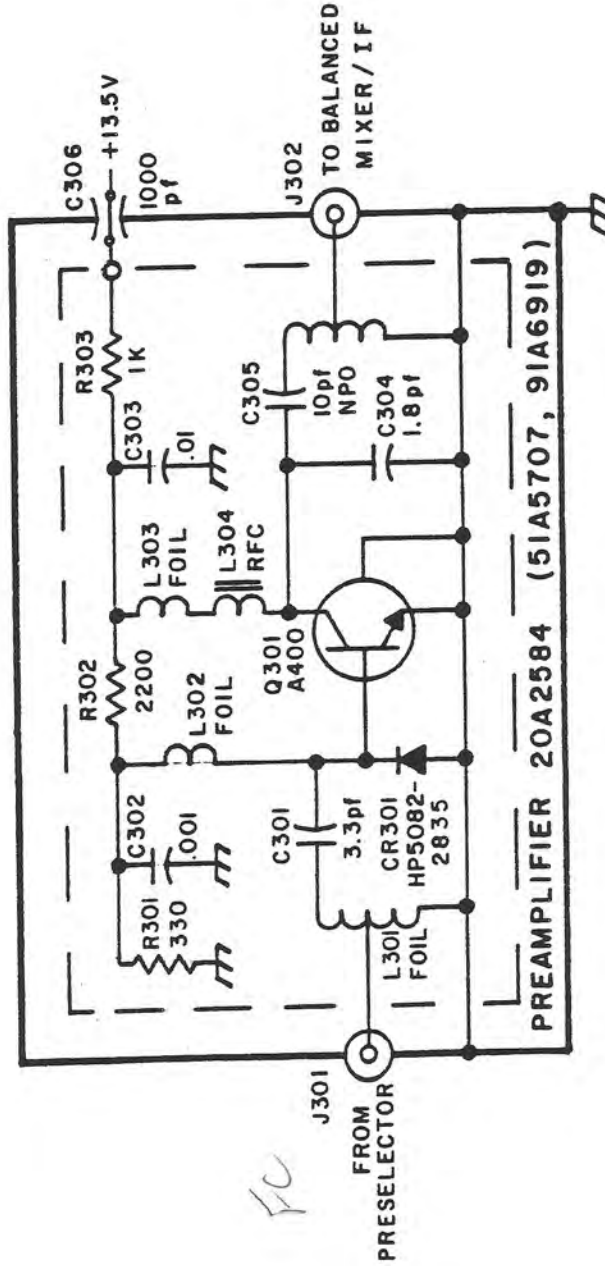 C306
+13.5V
1000
pf
R303
1K
C303
.01
L303
FOIL
L304
RFC
R302
2200
L302
FOIL
C302
.001
R301
330
J302
TO BALANCED
MIXER/IF
C305
10pf
NPO
C304
1.8pf
Q301
A400
C301
3.3pf
CR301
HP5082-
2835
L301
FOIL
J301
FROM
PRESELECTOR
PREAMPLIFIER 20A2584 (51A5707, 91A6919)